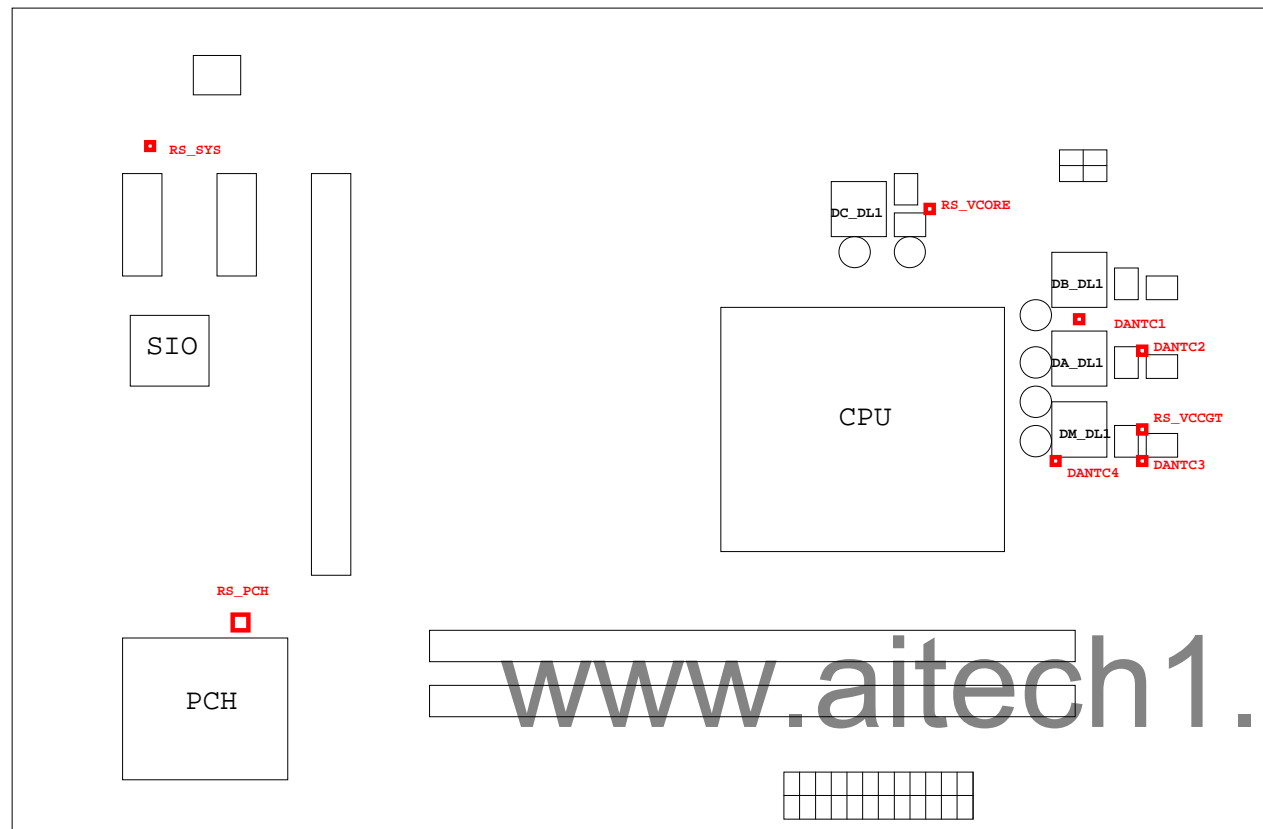 RS_SYS
RS_VCORE
DC_DL1
DB_DL1
DANTC1
SIO
DANTC2
DA_DL1
CPU
RS_VCCGT
DM_DL1
DANTC3
DANTC4
RS_PCH
www.aitech1.
PCH